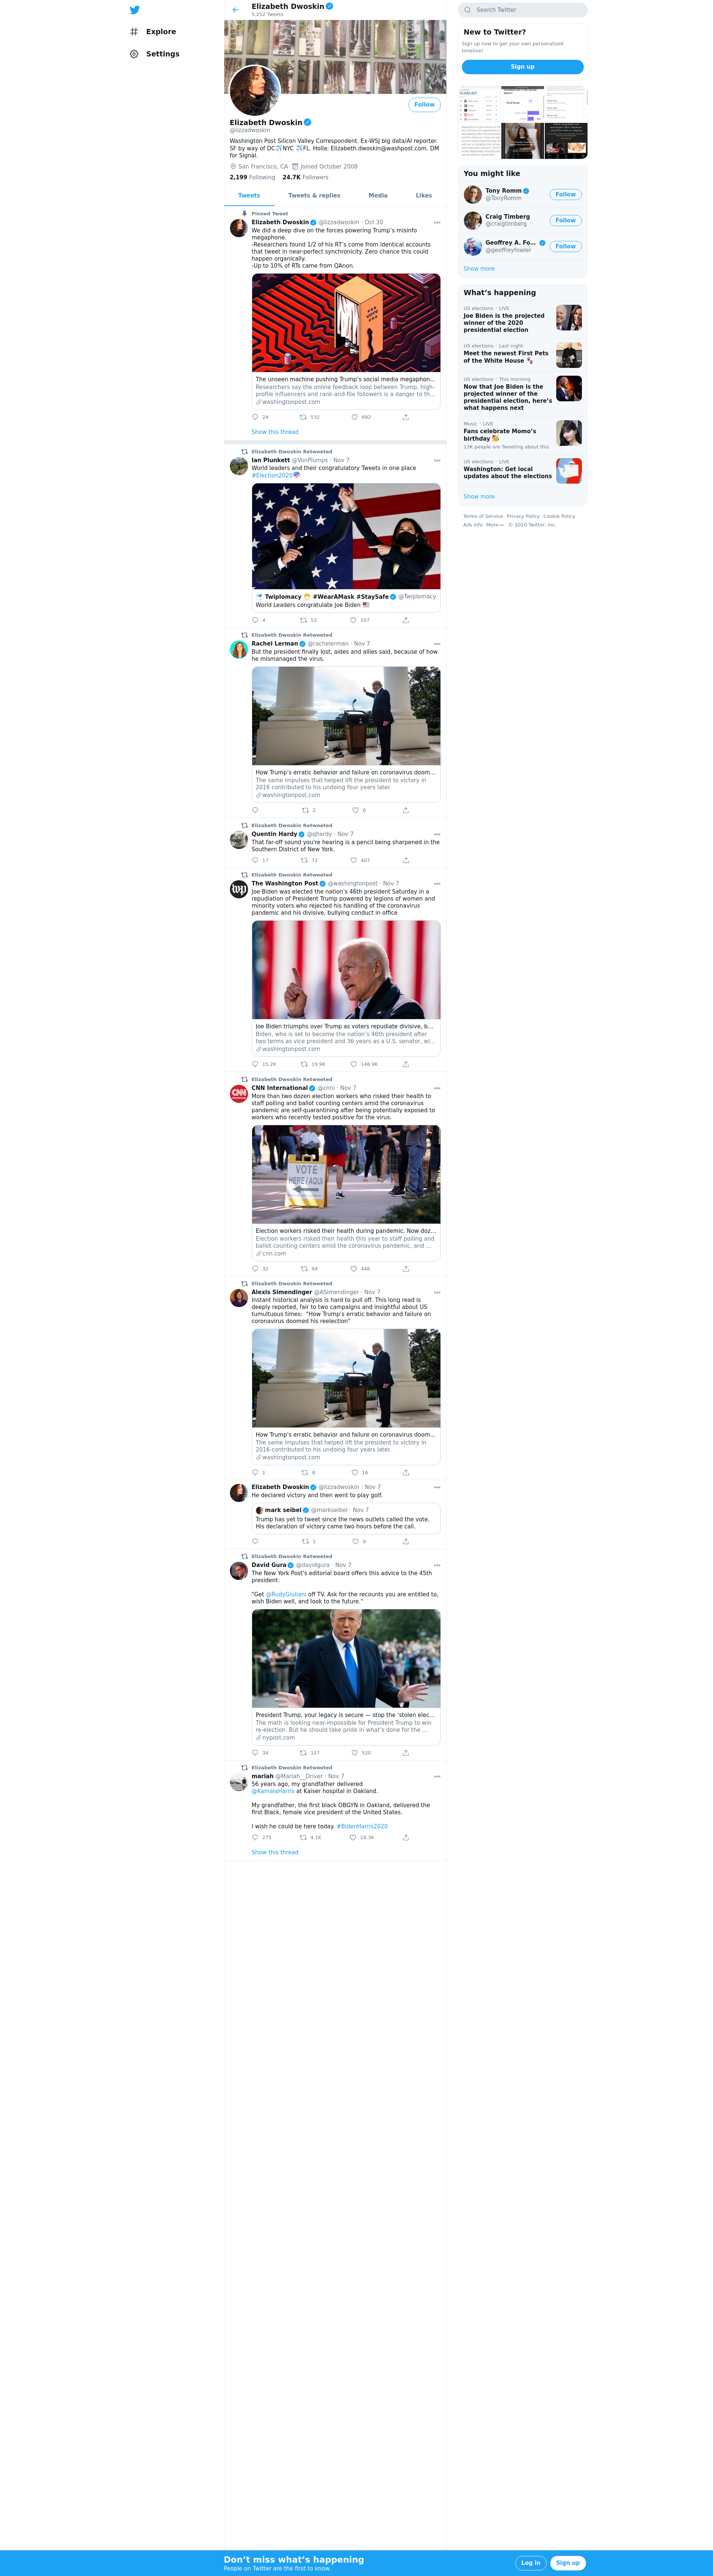 Explore
Settings
Elizabeth Dwoskin
5,252 Tweets
Follow
Elizabeth Dwoskin
@lizzadwoskin
Washington Post Silicon Valley Correspondent. Ex-WSJ big data/AI reporter.
SF by way of DC✈️NYC ✈️FL. Holla: Elizabeth.dwoskin@washpost.com. DM
for Signal.
San Francisco, CA Joined October 2008
2,199 Following 24.7K Followers
Tweets Tweets & replies Media Likes
Pinned Tweet
Elizabeth Dwoskin @lizzadwoskin · Oct 30
We did a deep dive on the forces powering Trump's misinfo
megaphone.
-Researchers found 1/2 of his RT's come from identical accounts
that tweet in near-perfect synchronicity. Zero chance this could
happen organically.
-Up to 10% of RTs came from QAnon.
The unseen machine pushing Trump's social media megaphon...
Researchers say the online feedback loop between Trump, high-
profile influencers and rank-and-file followers is a danger to th...
washingtonpost.com
24 532 692
Show this thread
Elizabeth Dwoskin Retweeted
Ian Plunkett @VonPlumps · Nov 7
World leaders and their congratulatory Tweets in one place
#Election2020
Twiplomacy 😷 #WearAMask #StaySafe @Twiplomacy
World Leaders congratulate Joe Biden 🇺🇸
4 53 107
Elizabeth Dwoskin Retweeted
Rachel Lerman @rachelerman · Nov 7
But the president finally lost, aides and allies said, because of how
he mismanaged the virus.
How Trump's erratic behavior and failure on coronavirus doom...
The same impulses that helped lift the president to victory in
2016 contributed to his undoing four years later.
washingtonpost.com
2 6
Elizabeth Dwoskin Retweeted
Quentin Hardy @qhardy · Nov 7
That far-off sound you're hearing is a pencil being sharpened in the
Southern District of New York.
17 72 407
Elizabeth Dwoskin Retweeted
The Washington Post @washingtonpost · Nov 7
Joe Biden was elected the nation's 46th president Saturday in a
repudiation of President Trump powered by legions of women and
minority voters who rejected his handling of the coronavirus
pandemic and his divisive, bullying conduct in office
Joe Biden triumphs over Trump as voters repudiate divisive, b...
Biden, who is set to become the nation's 46th president after
two terms as vice president and 36 years as a U.S. senator, wi...
washingtonpost.com
15.2K 19.9K 148.9K
Elizabeth Dwoskin Retweeted
CNN International @cnni · Nov 7
More than two dozen election workers who risked their health to
staff polling and ballot counting centers amid the coronavirus
pandemic are self-quarantining after being potentially exposed to
workers who recently tested positive for the virus.
VOTE
HERE / AQUI
Election workers risked their health during pandemic. Now doz...
Election workers risked their health this year to staff polling and
ballot counting centers amid the coronavirus pandemic, and ...
cnn.com
32 94 448
Elizabeth Dwoskin Retweeted
Alexis Simendinger @ASimendinger · Nov 7
Instant historical analysis is hard to pull off. This long read is
deeply reported, fair to two campaigns and insightful about US
tumultuous times: "How Trump's erratic behavior and failure on
coronavirus doomed his reelection"
How Trump's erratic behavior and failure on coronavirus doom...
The same impulses that helped lift the president to victory in
2016 contributed to his undoing four years later.
washingtonpost.com
1 8 16
Elizabeth Dwoskin @lizzadwoskin · Nov 7
He declared victory and then went to play golf.
mark seibel @markseibel · Nov 7
Trump has yet to tweet since the news outlets called the vote.
His declaration of victory came two hours before the call.
1 9
Elizabeth Dwoskin Retweeted
David Gura @davidgura · Nov 7
The New York Post's editorial board offers this advice to the 45th
president:
"Get @RudyGiuliani off TV. Ask for the recounts you are entitled to,
wish Biden well, and look to the future."
President Trump, your legacy is secure — stop the 'stolen elec...
The math is looking near-impossible for President Trump to win
re-election. But he should take pride in what's done for the ...
nypost.com
34 117 520
Elizabeth Dwoskin Retweeted
mariah @Mariah__Driver · Nov 7
56 years ago, my grandfather delivered
@KamalaHarris at Kaiser hospital in Oakland.
My grandfather, the first black OBGYN in Oakland, delivered the
first Black, female vice president of the United States.
I wish he could be here today. #BidenHarris2020
275 4.1K 24.3K
Show this thread
Search Twitter
New to Twitter?
Sign up now to get your own personalized
timeline!
Sign up
You might like
Tony Romm
@TonyRomm
Follow
Craig Timberg
@craigtimberg
Follow
Geoffrey A. Fo...
@geoffreyfowler
Follow
Show more
What's happening
US elections · LIVE
Joe Biden is the projected
winner of the 2020
presidential election
US elections · Last night
Meet the newest First Pets
of the White House 🐕
US elections · This morning
Now that Joe Biden is the
projected winner of the
presidential election, here's
what happens next
Music · LIVE
Fans celebrate Momo's
birthday 🥳
13K people are Tweeting about this
US elections · LIVE
Washington: Get local
updates about the elections
Show more
Terms of Service Privacy Policy Cookie Policy
Ads info More © 2020 Twitter, Inc.
Don't miss what's happening
People on Twitter are the first to know.
Log in
Sign up